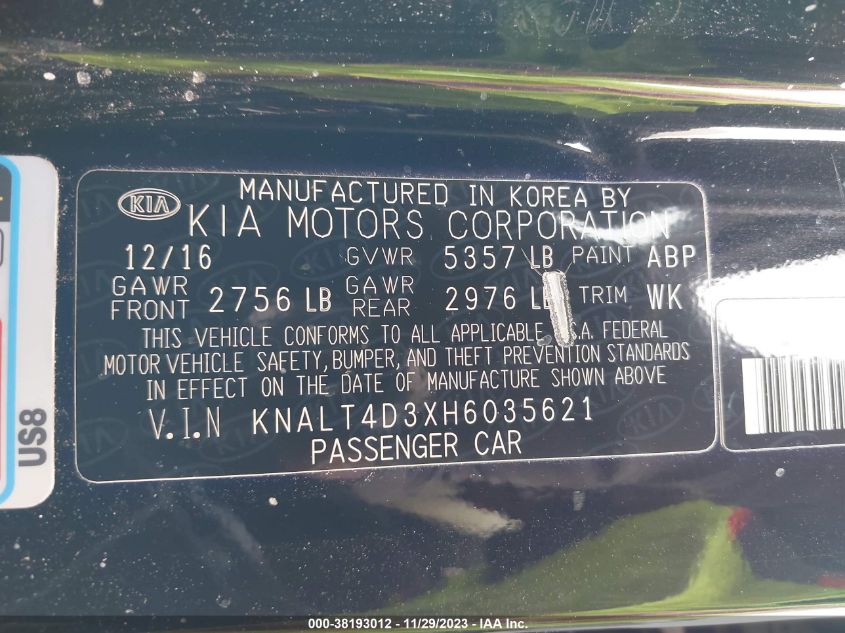 MANUFACTURED IN KOREA BY
KIA KIA MOTORS CORPORATION
12/16 GVWR 5357 LB PAINT ABP
GAWR FRONT 2756 LB GAWR REAR 2976 TRIM WK
THIS VEHICLE CONFORMS TO ALL APPLICABLE FEDERAL
MOTOR VEHICLE SAFETY, BUMPER, AND THEFT PREVENTION STANDARDS
IN EFFECT ON THE DATE OF MANUFACTURE SHOWN ABOVE
V.I.N KNALT4D3XH6035621
PASSENGER CAR
US8
000-38193012 - 11/29/2023 - IAA Inc.